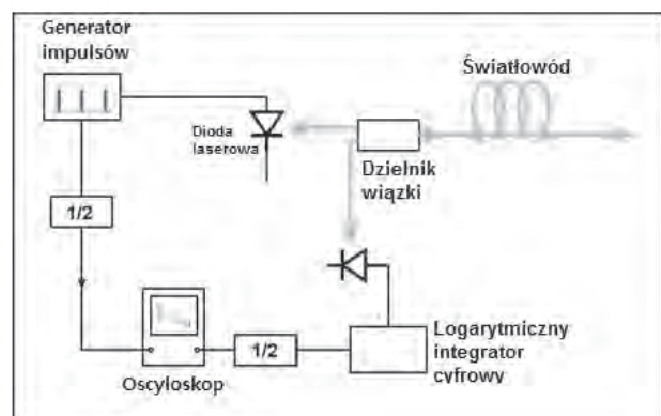 Generator
impulsów
Światłowód
Dioda
laserowa
Dzielnik
wiązki
1/2
Logarytmiczny
integrator
cyfrowy
1/2
Oscyloskop